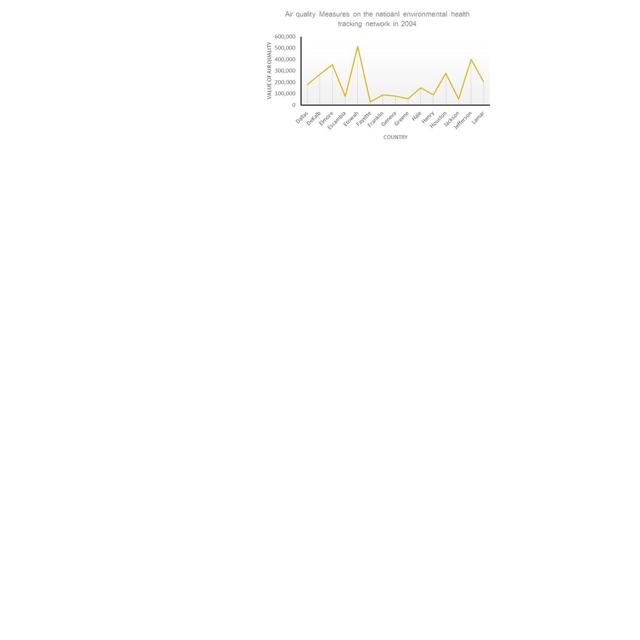 Air quality Measures on the natioanl environmental health
tracking network in 2004
VALUE OF AIR QUALITY
600,000
500,000
400,000
300,000
200,000
100,000
0
Dallas
DeKalb
Elmore
Escambia
Etowah
Fayette
Franklin
Geneva
Greene
Hale
Henry
Houston
Jackson
Jefferson
Lamar
COUNTRY